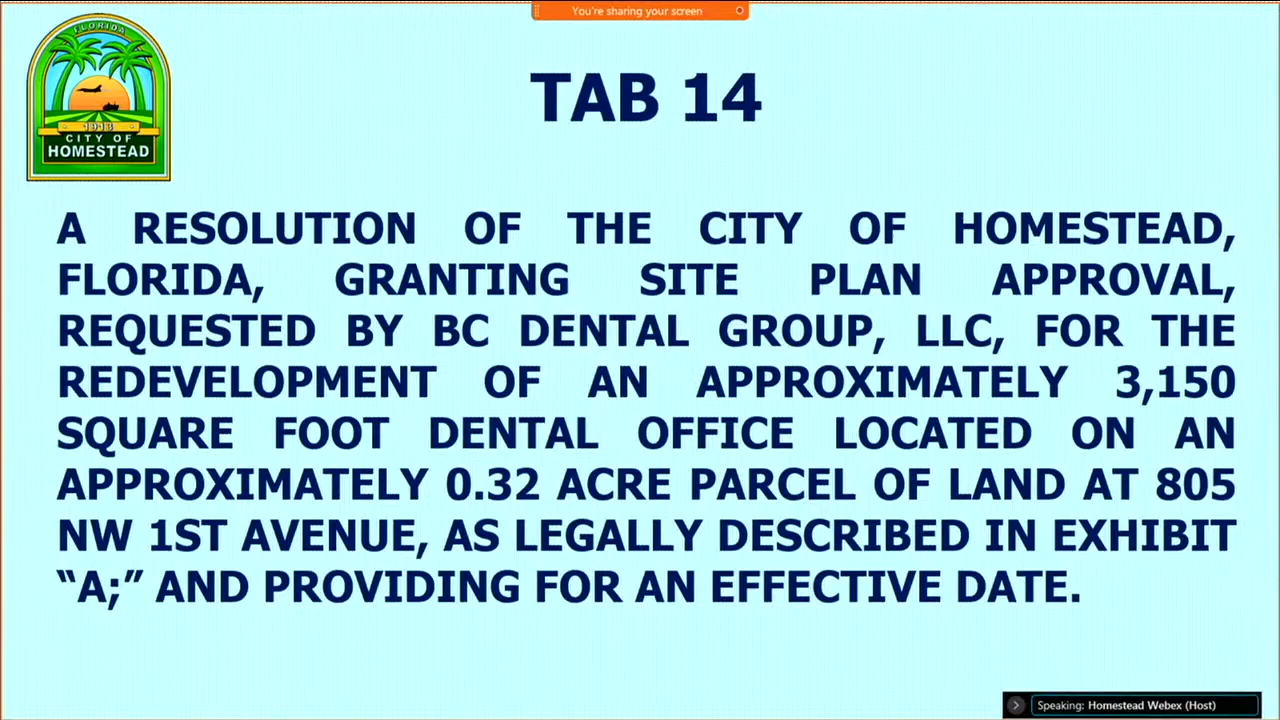 You're sharing your screen
FLORIDA
1913
CITY OF
HOMESTEAD
TAB 14
A RESOLUTION OF THE CITY OF HOMESTEAD,
FLORIDA, GRANTING SITE PLAN APPROVAL,
REQUESTED BY BC DENTAL GROUP, LLC, FOR THE
REDEVELOPMENT OF AN APPROXIMATELY 3,150
SQUARE FOOT DENTAL OFFICE LOCATED ON AN
APPROXIMATELY 0.32 ACRE PARCEL OF LAND AT 805
NW 1ST AVENUE, AS LEGALLY DESCRIBED IN EXHIBIT
“A;” AND PROVIDING FOR AN EFFECTIVE DATE.
Speaking: Homestead Webex (Host)